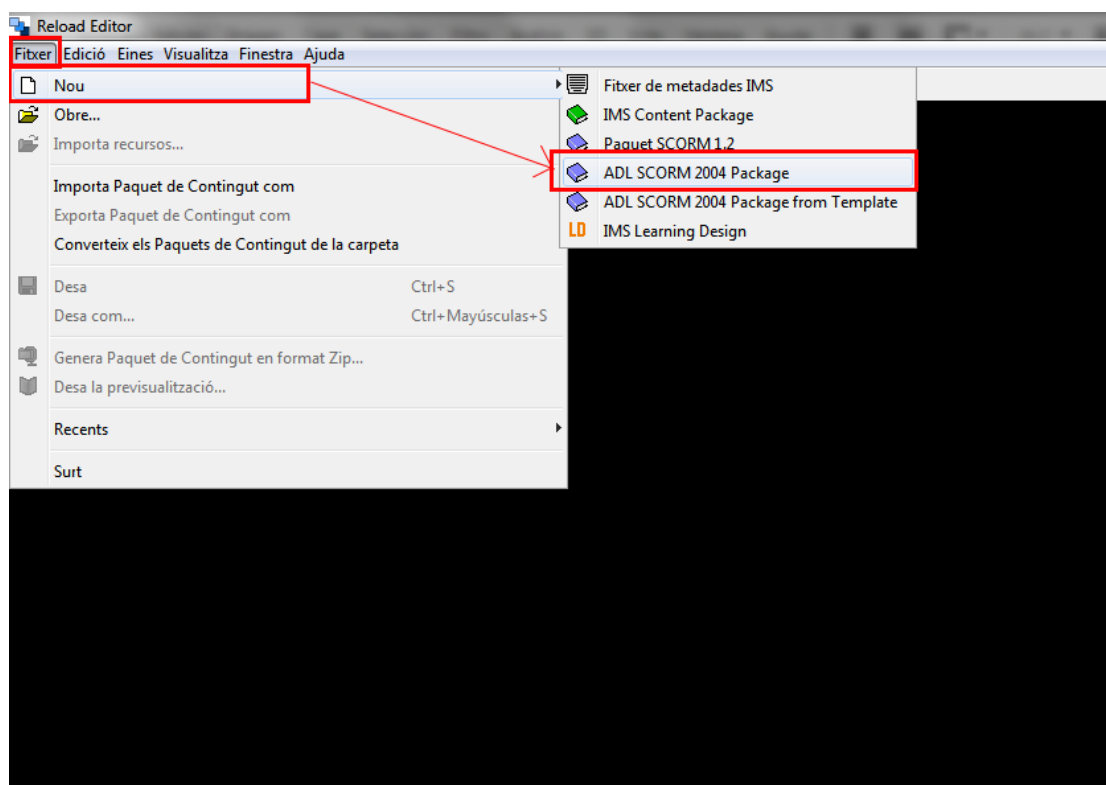 Reload Editor
Fitxer Edició Eines Visualitza Finestra Ajuda
Nou
Obre...
Importa recursos...
Importa Paquet de Contingut com
Exporta Paquet de Contingut com
Converteix els Paquets de Contingut de la carpeta
Desa Ctrl+S
Desa com... Ctrl+Mayúsculas+S
Genera Paquet de Contingut en format Zip...
Desa la previsualització...
Recents
Surt
Fitxer de metadades IMS
IMS Content Package
Paquet SCORM 1.2
ADL SCORM 2004 Package
ADL SCORM 2004 Package from Template
LD IMS Learning Design